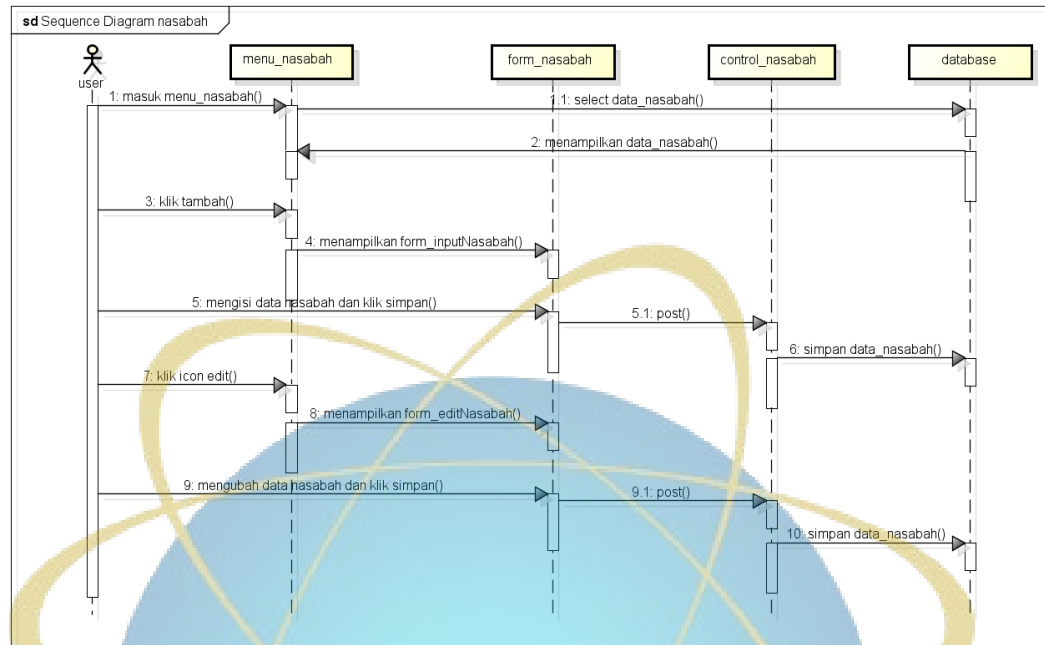 sd Sequence Diagram nasabah
user
menu_nasabah
form_nasabah
control_nasabah
database
1: masuk menu_nasabah()
1.1: select data_nasabah()
2: menampilkan data_nasabah()
3: klik tambah()
4: menampilkan form_inputNasabah()
5: mengisi data nasabah dan klik simpan()
5.1: post()
6: simpan data_nasabah()
7: klik icon edit()
8: menampilkan form_editNasabah()
9: mengubah data nasabah dan klik simpan()
9.1: post()
10: simpan data_nasabah()